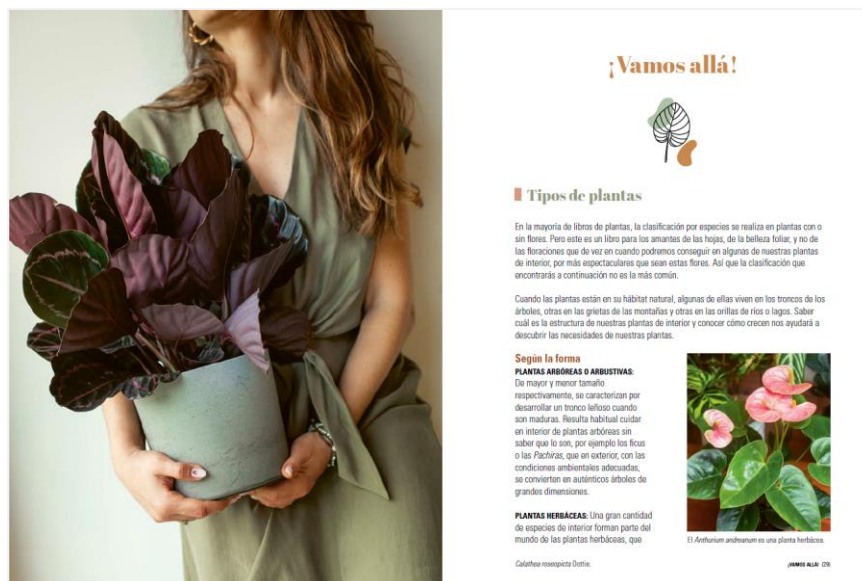 ¡Vamos allá!
Tipos de plantas
En la mayoría de libros de plantas, la clasificación por especies se realiza en plantas con o
sin flores. Pero este es un libro para los amantes de las hojas, de la belleza foliar, y no de
las floraciones que de vez en cuando podremos conseguir en algunas de nuestras plantas
de interior, por más espectaculares que sean estas flores. Así que la clasificación que
encontrarás a continuación no es la más común.
Cuando las plantas están en su hábitat natural, algunas de ellas viven en los troncos de los
árboles, otras en las grietas de las montañas y otras en las orillas de ríos o lagos. Saber
cuál es la estructura de nuestras plantas de interior y conocer cómo crecen nos ayudará a
descubrir las necesidades de nuestras plantas.
Según la forma
PLANTAS ARBÓREAS O ARBUSTIVAS:
De mayor y menor tamaño
respectivamente, se caracterizan por
desarrollar un tronco leñoso cuando
son maduras. Resulta habitual cuidar
en interior de plantas arbóreas sin
saber que lo son, por ejemplo los ficus
o las Pachiras, que en exterior, con las
condiciones ambientales adecuadas,
se convierten en auténticos árboles de
grandes dimensiones.
PLANTAS HERBÁCEAS: Una gran cantidad
de especies de interior forman parte del
mundo de las plantas herbáceas, que
El Anthurium andreanum es una planta herbácea.
Calathea roseopicta Dottie.
¡VAMOS ALLÁ! (29)